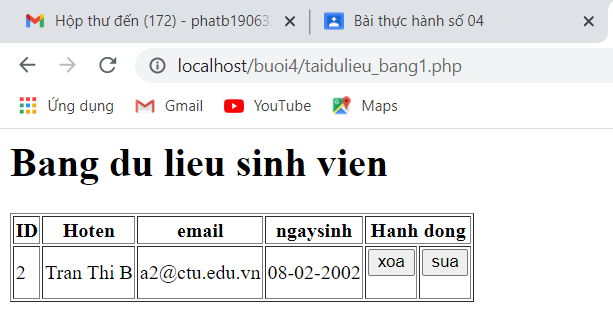 Hộp thư đến (172) - phatb19063
Bài thực hành số 04
localhost/buoi4/taidulieu_bang1.php
Ứng dụng Gmail YouTube Maps
Bang du lieu sinh vien
ID Hoten email ngaysinh Hanh dong
2 Tran Thi B a2@ctu.edu.vn 08-02-2002 xoa sua